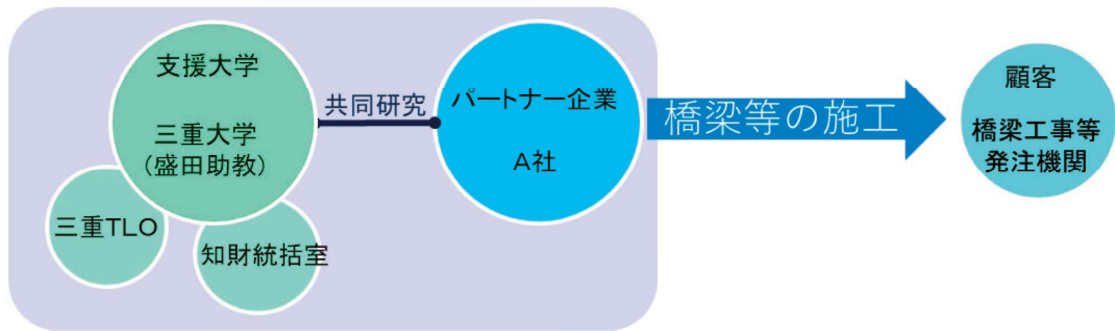 支援大学
三重大学
(盛田助教)
三重TLO
知財統括室
共同研究
パートナー企業
A社
橋梁等の施工
顧客
橋梁工事等
発注機関